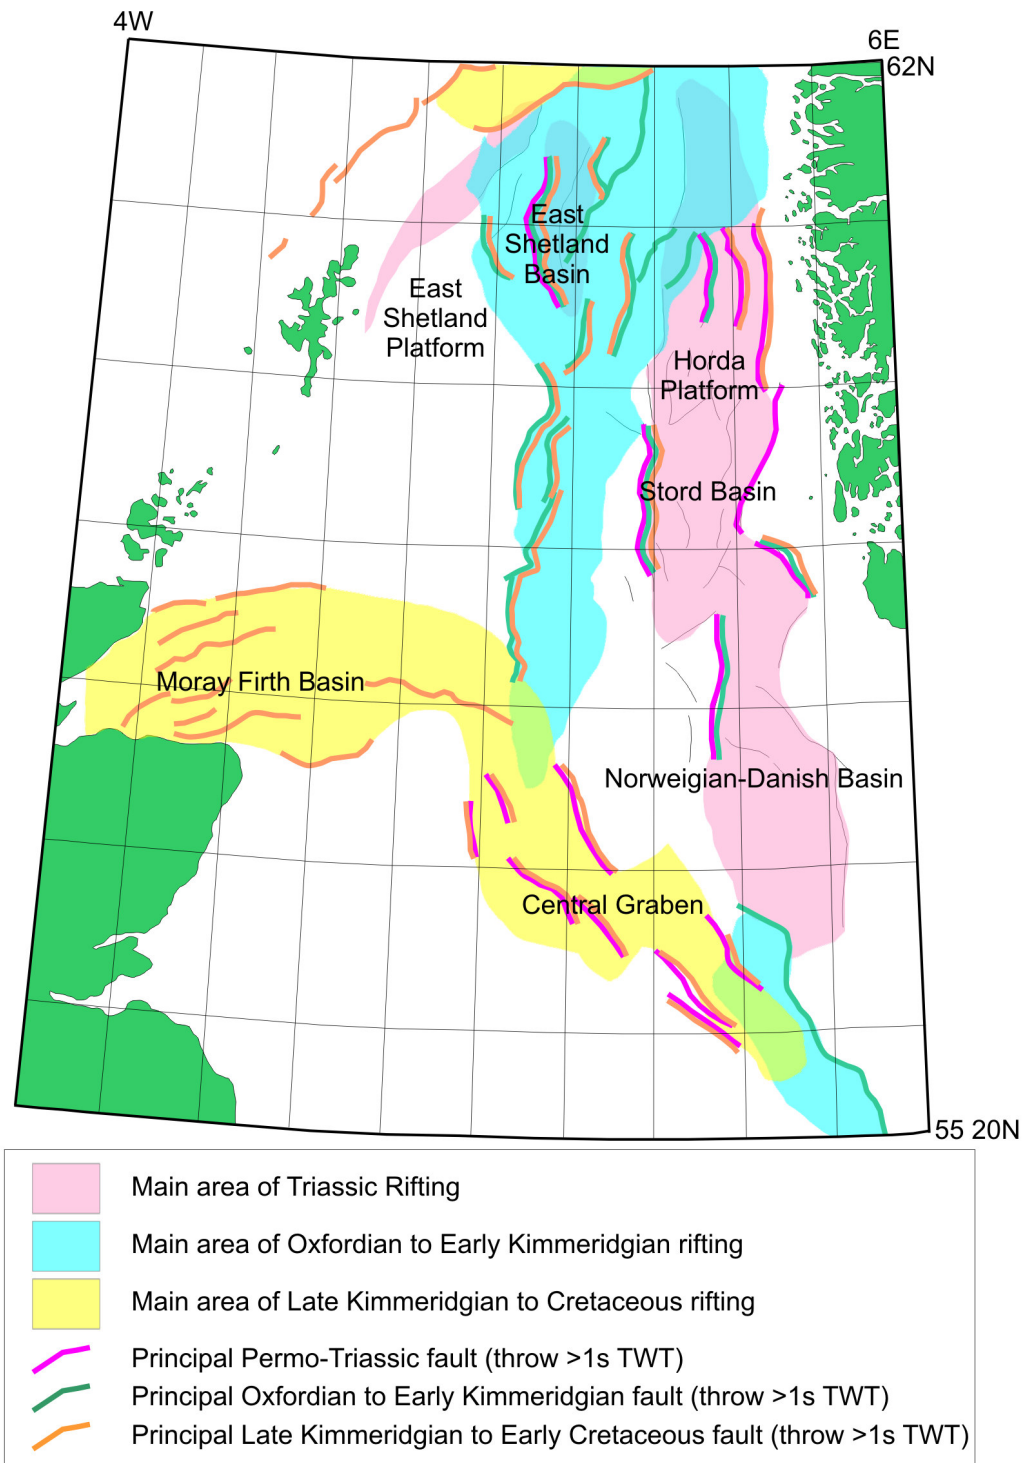 4W
6E
62N
East
Shetland
Basin
East
Shetland
Platform
Horda
Platform
Stord Basin
Moray Firth Basin
Norweigian-Danish Basin
Central Graben
55 20N
Main area of Triassic Rifting
Main area of Oxfordian to Early Kimmeridgian rifting
Main area of Late Kimmeridgian to Cretaceous rifting
Principal Permo-Triassic fault (throw >1s TWT)
Principal Oxfordian to Early Kimmeridgian fault (throw >1s TWT)
Principal Late Kimmeridgian to Early Cretaceous fault (throw >1s TWT)